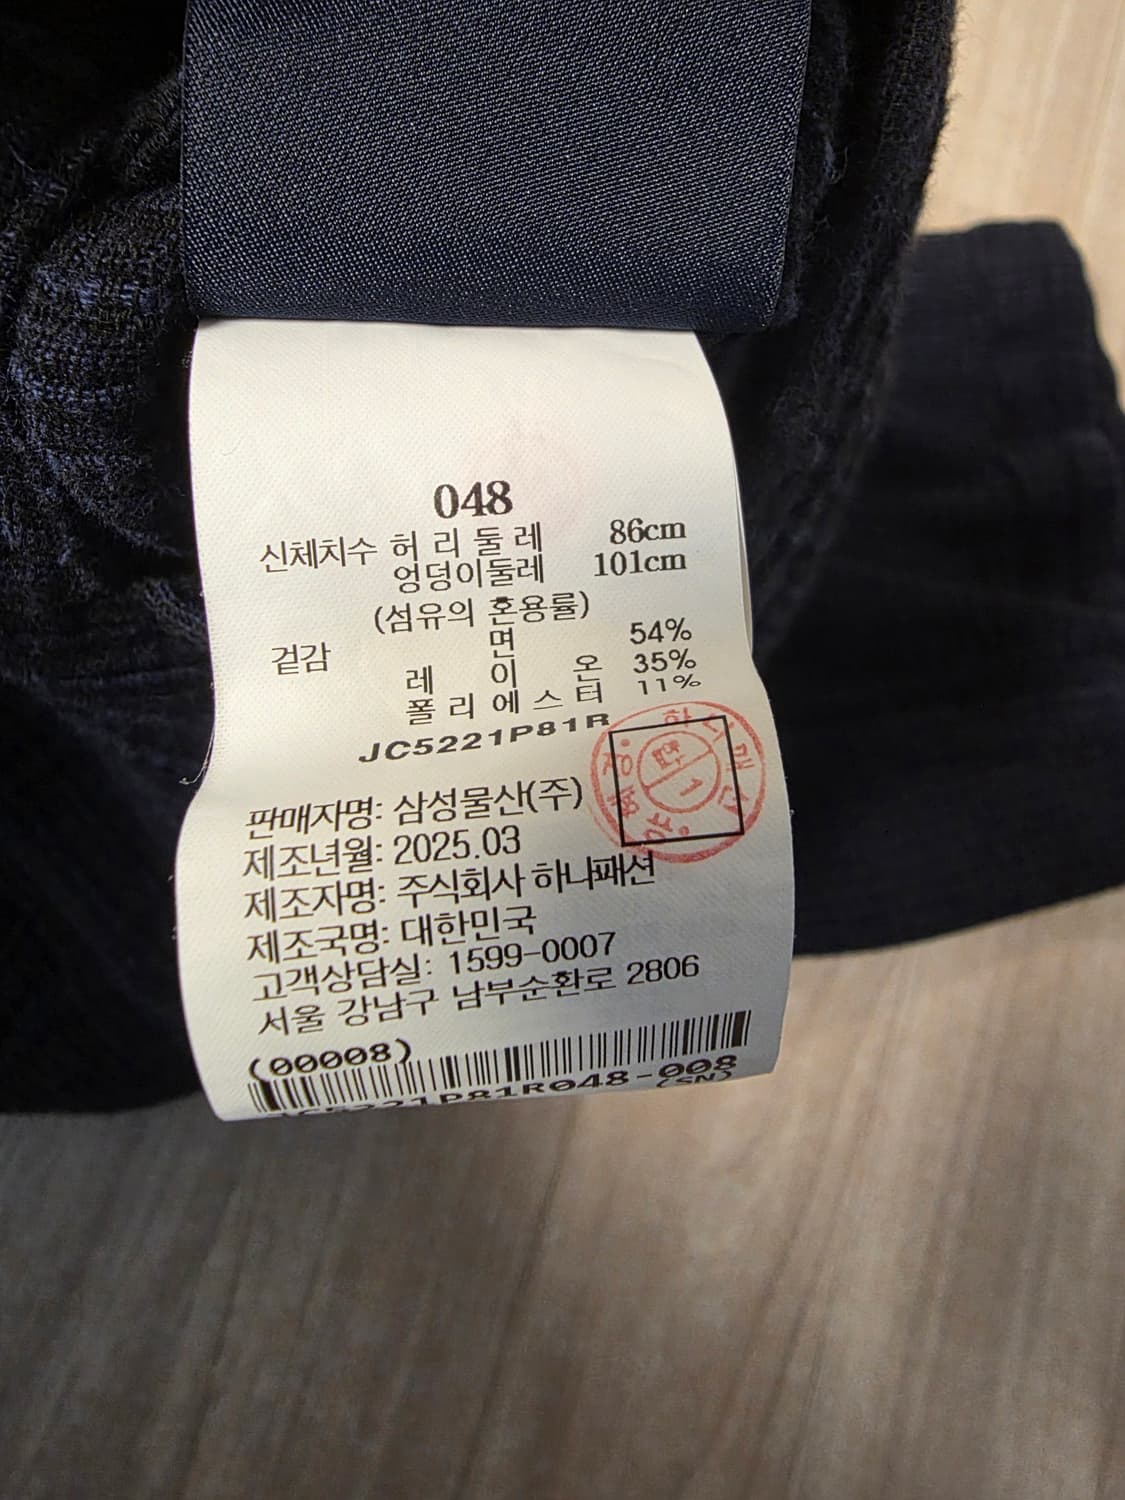 048
신체치수 허리둘레 86cm
엉덩이둘레 101cm
(섬유의 혼용률)
겉감 면 54%
레이온 35%
폴리에스터 11%
JC5221P81R
판매자명: 삼성물산(주)
제조년월: 2025.03
제조자명: 주식회사 하나패션
제조국명: 대한민국
고객상담실: 1599-0007
서울 강남구 남부순환로 2806
(00008)
JC5221P81R048-008
(SN)